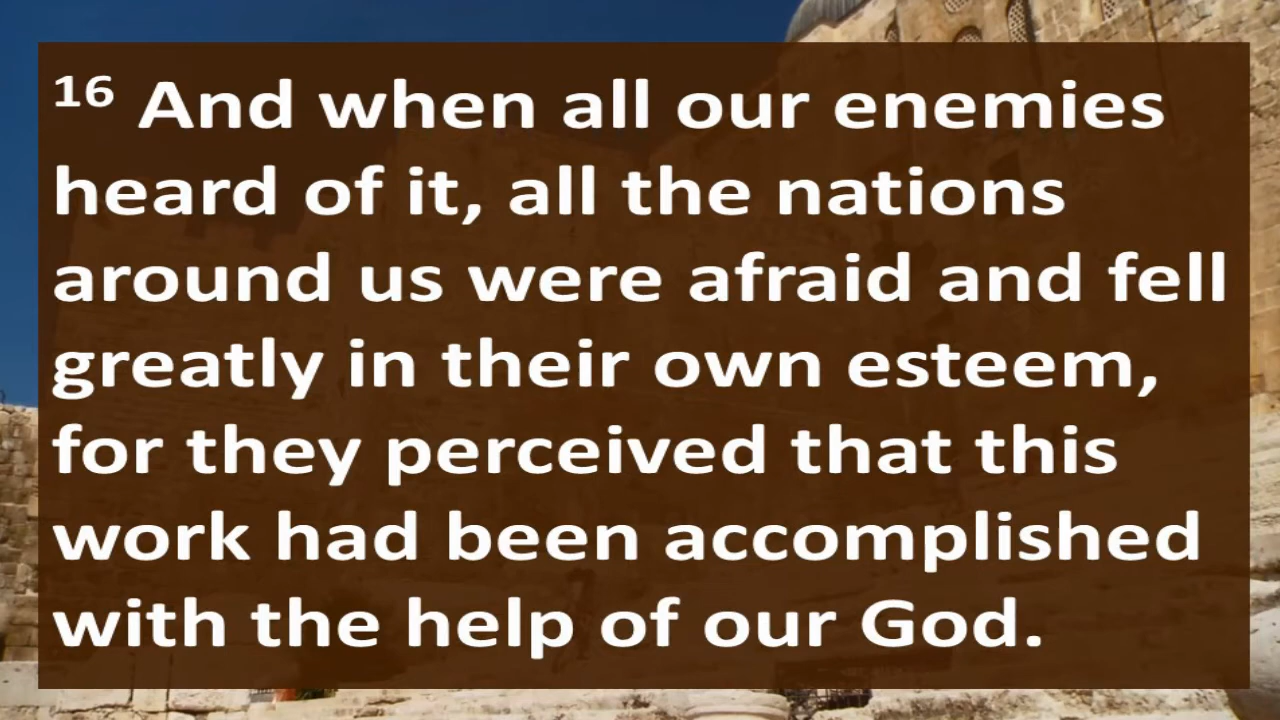 16 And when all our enemies
heard of it, all the nations
around us were afraid and fell
greatly in their own esteem,
for they perceived that this
work had been accomplished
with the help of our God.